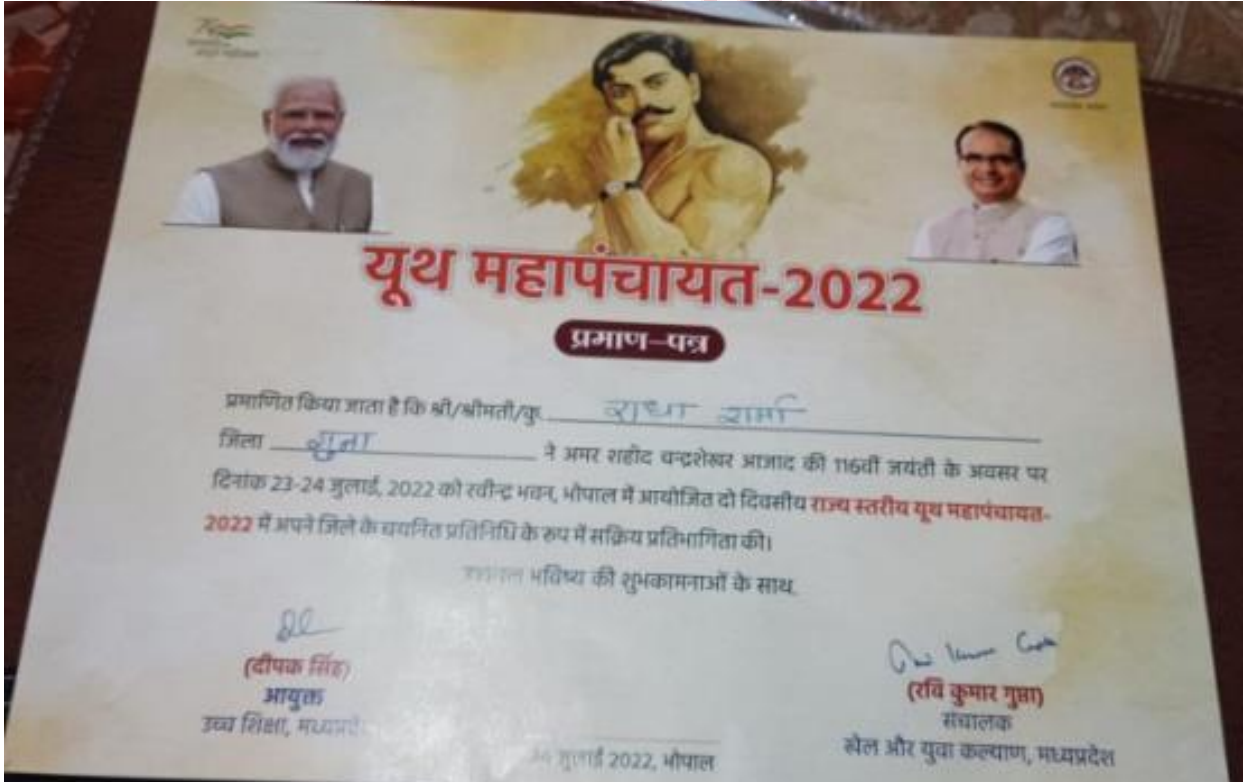 यूथ महापंचायत-2022
प्रमाण-पत्र
प्रमाणित किया जाता है कि श्री/श्रीमती/कु. राधा शर्मा
जिला गुना ने अमर शहीद चन्द्रशेखर आजाद की 116वीं जयंती के अवसर पर
दिनांक 23-24 जुलाई, 2022 को रवीन्द्र भवन, भोपाल में आयोजित दो दिवसीय राज्य स्तरीय यूथ महापंचायत-
2022 में अपने जिले के चयनित प्रतिनिधि के रूप में सक्रिय प्रतिभागिता की।
भविष्य की शुभकामनाओं के साथ.
(दीपक सिंह)
आयुक्त
उच्च शिक्षा,
जुलाई 2022, भोपाल
(रवि कुमार गुप्ता)
संचालक
खेल और युवा कल्याण, मध्यप्रदेश